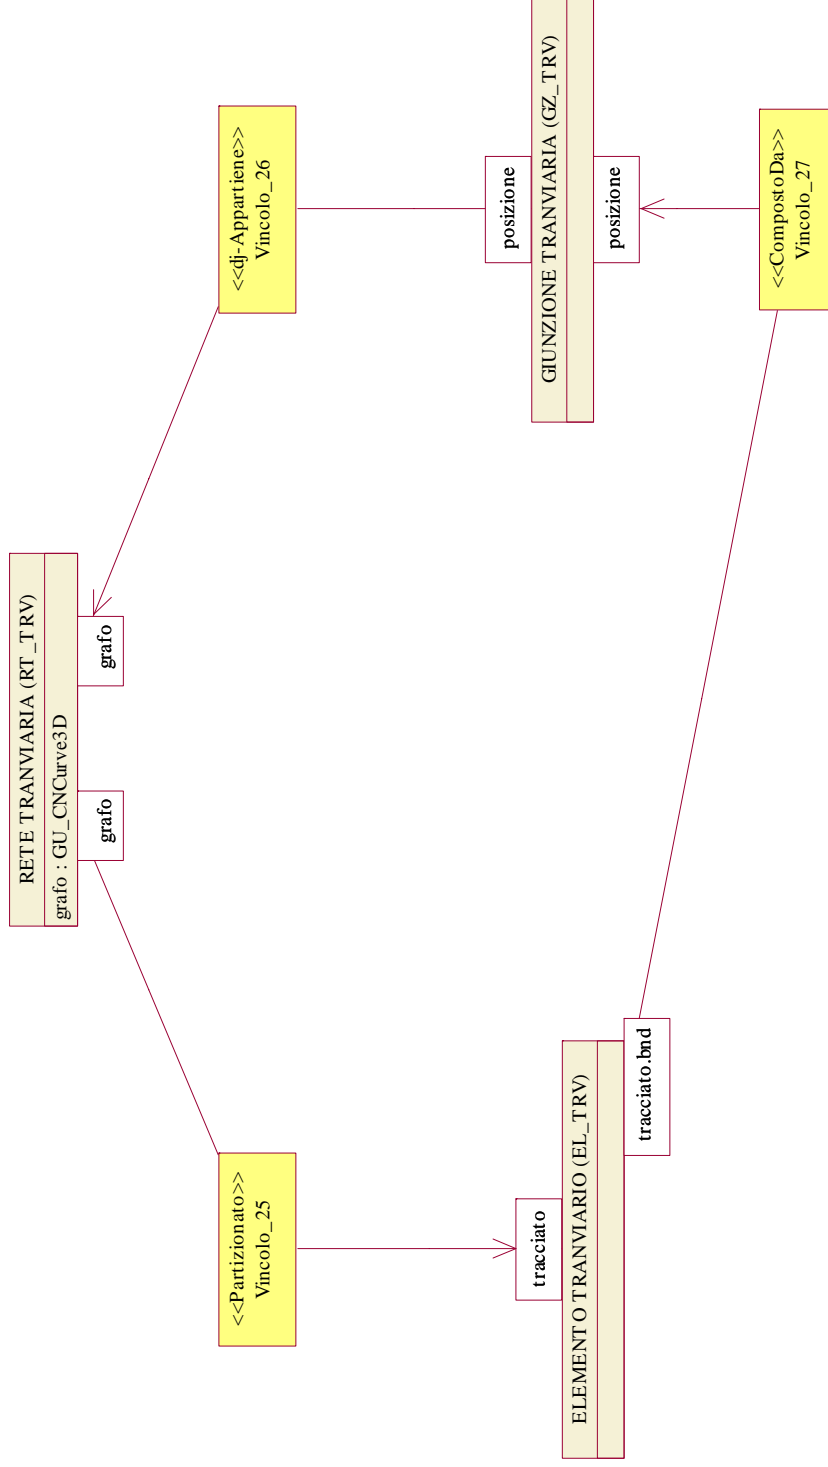 RETE TRANVIARIA (RT_TRV)
grafo : GU_CNCurve3D
grafo
grafo
<<Partizionato>>
Vincolo_25
<<dj-Appartiene>>
Vincolo_26
tracciato
ELEMENTO TRANVIARIO (EL_TRV)
tracciato.bnd
posizione
GIUNZIONE TRANVIARIA (GZ_TRV)
posizione
<<CompostoDa>>
Vincolo_27